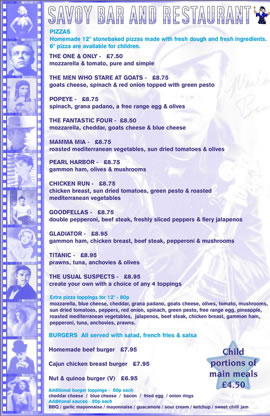 SAVOY BAR AND RESTAURANT
PIZZAS
Homemade 12" stonebaked pizzas made with fresh dough and fresh ingredients.
6" pizza are available for children.
THE ONE & ONLY - £7.50
mozzarella & tomato, pure and simple
THE MEN WHO STARE AT GOATS - £8.75
goats cheese, spinach & red onion topped with green pesto
POPEYE - £8.75
spinach, grana padano, a free range egg & olives
THE FANTASTIC FOUR - £8.50
mozzarella, cheddar, goats cheese & blue cheese
MAMMA MIA - £8.75
roasted mediterranean vegetables, sun dried tomatoes & olives
PEARL HARBOR - £8.75
gammon ham, olives & mushrooms
CHICKEN RUN - £8.75
chicken breast, sun dried tomatoes, green pesto & roasted
mediterranean vegetables
GOODFELLAS - £8.75
double pepperoni, beef steak, freshly sliced peppers & fiery jalapenos
GLADIATOR - £8.95
gammon ham, chicken breast, beef steak, pepperoni & mushrooms
TITANIC - £8.95
prawns, tuna, anchovies & olives
THE USUAL SUSPECTS - £8.95
create your own with a choice of any 4 toppings
Extra pizza toppings for 12" - 80p
mozzarella, blue cheese, cheddar, grana padano, goats cheese, olives, tomato, mushrooms,
sun dried tomatoes, peppers, red onion, spinach, green pesto, free range egg, pineapple,
roasted mediterranean vegetables, jalapenos, beef steak, chicken breast, gammon ham,
pepperoni, tuna, anchovies, prawns.
BURGERS All served with salad, french fries & salsa
Homemade beef burger £7.95
Cajun chicken breast burger £7.95
Nut & quinoa burger (V) £6.95
Child
portions of
main meals
£4.50
Additional burger toppings - 80p each
cheddar cheese / blue cheese / bacon / fried egg / onion rings
Additional sauces - 80p each
BBQ / garlic mayonnaise / mayonnaise / guacamole / sour cream / ketchup / sweet chilli